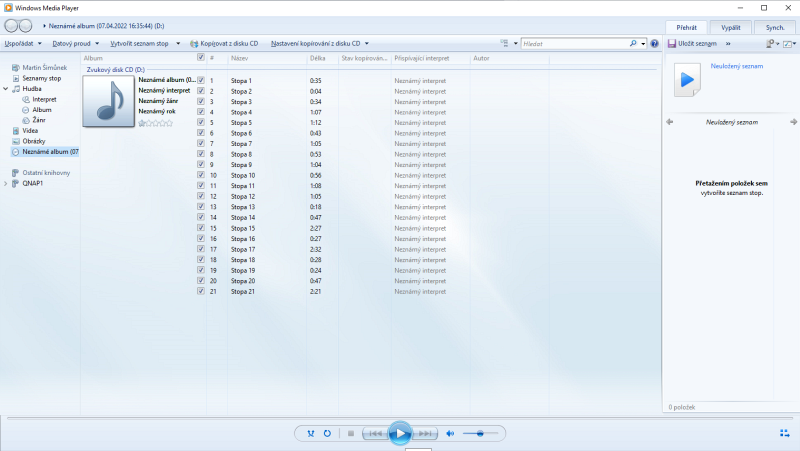 Windows Media Player
Neznámé album (07.04.2022 16:35:44) (D:)
Přehrát
Vypálit
Synch.
Uspořádat
Datový proud
Vytvořit seznam stop
Kopírovat z disku CD
Nastavení kopírování z disku CD
Hledat
Uložit seznam
»
Martin Šimůnek
Seznamy stop
Hudba
Interpret
Album
Žánr
Videa
Obrázky
Neznámé album (07
Ostatní knihovny
QNAP1
Album # Název Délka Stav kopírován... Přispívající interpret Autor
Zvukový disk CD (D:)
Neznámé album (0...
Neznámý interpret
Neznámý žánr
Neznámý rok
1 Stopa 1 0:35 Neznámý interpret
2 Stopa 2 0:04 Neznámý interpret
3 Stopa 3 0:34 Neznámý interpret
4 Stopa 4 1:07 Neznámý interpret
5 Stopa 5 1:12 Neznámý interpret
6 Stopa 6 0:43 Neznámý interpret
7 Stopa 7 1:05 Neznámý interpret
8 Stopa 8 0:53 Neznámý interpret
9 Stopa 9 1:04 Neznámý interpret
10 Stopa 10 0:56 Neznámý interpret
11 Stopa 11 1:08 Neznámý interpret
12 Stopa 12 1:05 Neznámý interpret
13 Stopa 13 0:18 Neznámý interpret
14 Stopa 14 0:47 Neznámý interpret
15 Stopa 15 2:27 Neznámý interpret
16 Stopa 16 0:27 Neznámý interpret
17 Stopa 17 2:32 Neznámý interpret
18 Stopa 18 0:28 Neznámý interpret
19 Stopa 19 0:24 Neznámý interpret
20 Stopa 20 0:47 Neznámý interpret
21 Stopa 21 2:21 Neznámý interpret
Neuložený seznam
Neuložený seznam
Přetažením položek sem
vytvoříte seznam stop.
0 položek